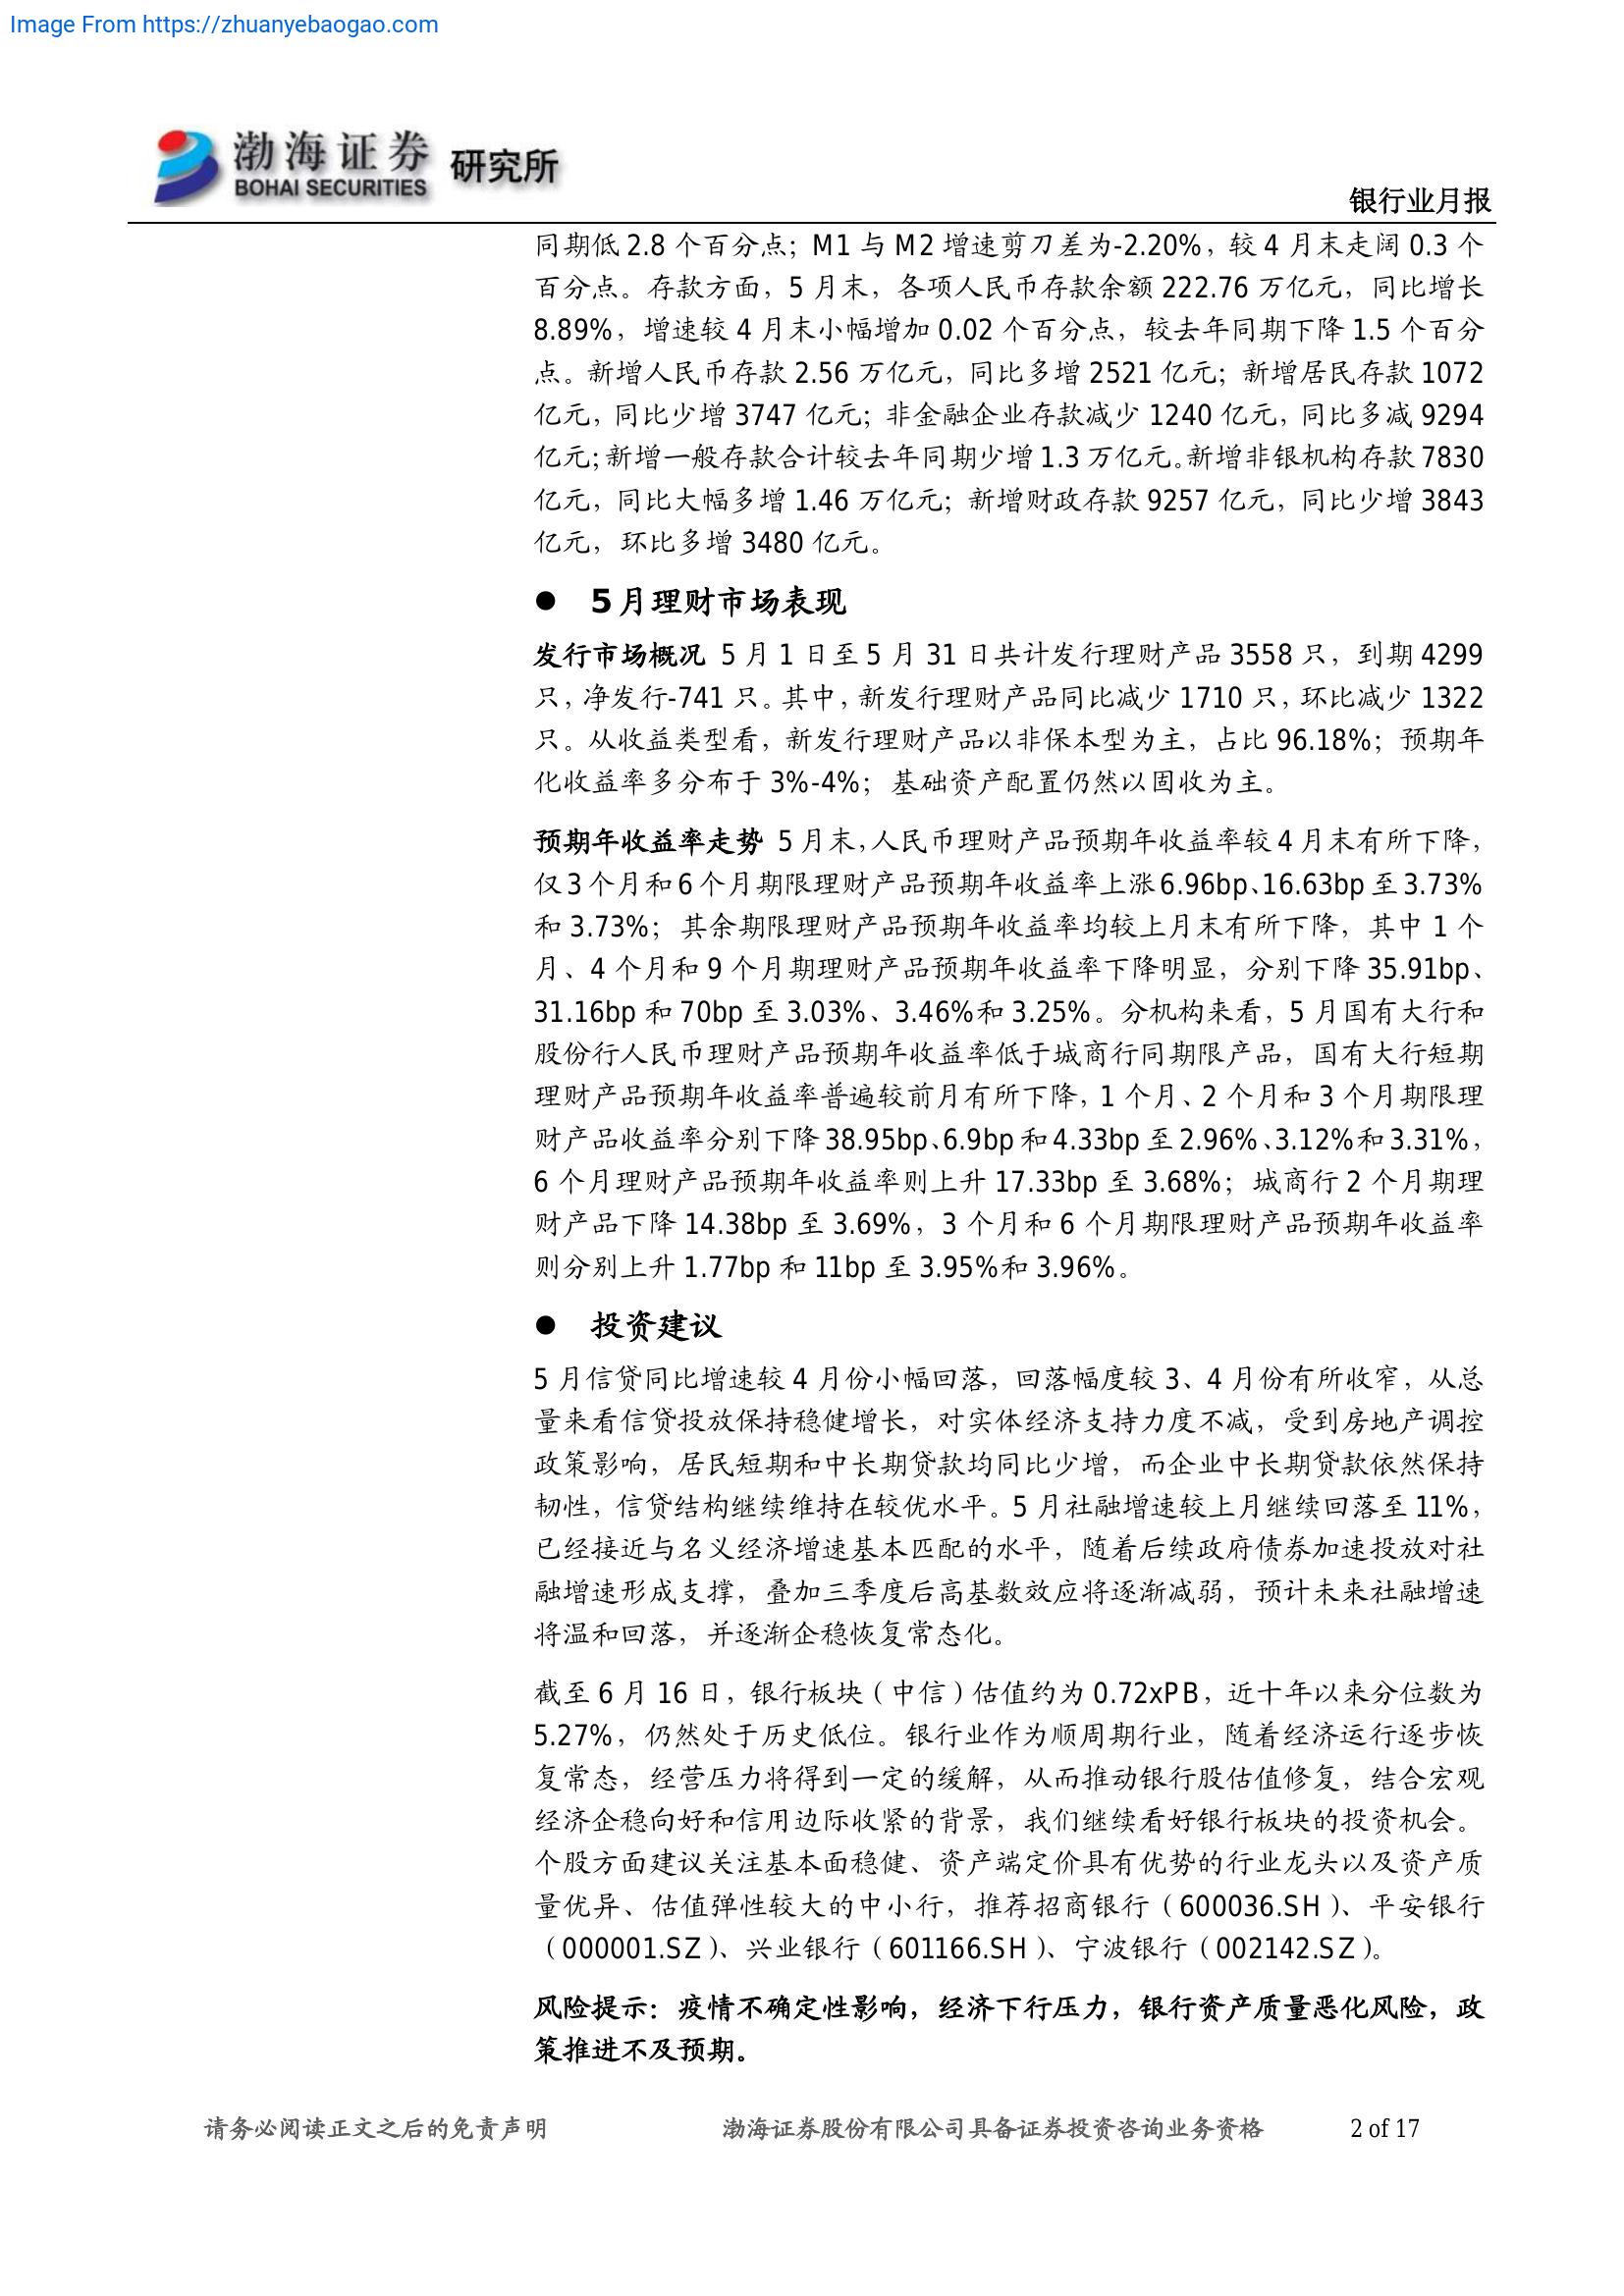 Image From https://zhuanyebaogao.com
渤海证券 研究所
BOHAI SECURITIES
银行业月报
同期低 2.8 个百分点；M1 与 M2 增速剪刀差为-2.20%，较 4 月末走阔 0.3 个
百分点。存款方面，5 月末，各项人民币存款余额 222.76 万亿元，同比增长
8.89%，增速较 4 月末小幅增加 0.02 个百分点，较去年同期下降 1.5 个百分
点。新增人民币存款 2.56 万亿元，同比多增 2521 亿元；新增居民存款 1072
亿元，同比少增 3747 亿元；非金融企业存款减少 1240 亿元，同比多减 9294
亿元；新增一般存款合计较去年同期少增 1.3 万亿元。新增非银机构存款 7830
亿元，同比大幅多增 1.46 万亿元；新增财政存款 9257 亿元，同比少增 3843
亿元，环比多增 3480 亿元。
● 5 月理财市场表现
发行市场概况 5 月 1 日至 5 月 31 日共计发行理财产品 3558 只，到期 4299
只，净发行-741 只。其中，新发行理财产品同比减少 1710 只，环比减少 1322
只。从收益类型看，新发行理财产品以非保本型为主，占比 96.18%；预期年
化收益率多分布于 3%-4%；基础资产配置仍然以固收为主。
预期年收益率走势 5 月末，人民币理财产品预期年收益率较 4 月末有所下降，
仅 3 个月和 6 个月期限理财产品预期年收益率上涨 6.96bp、16.63bp 至 3.73%
和 3.73%；其余期限理财产品预期年收益率均较上月末有所下降，其中 1 个
月、4 个月和 9 个月期理财产品预期年收益率下降明显，分别下降 35.91bp、
31.16bp 和 70bp 至 3.03%、3.46%和 3.25%。分机构来看，5 月国有大行和
股份行人民币理财产品预期年收益率低于城商行同期限产品，国有大行短期
理财产品预期年收益率普遍较前月有所下降，1 个月、2 个月和 3 个月期限理
财产品收益率分别下降 38.95bp、6.9bp 和 4.33bp 至 2.96%、3.12%和 3.31%，
6 个月理财产品预期年收益率则上升 17.33bp 至 3.68%；城商行 2 个月期理
财产品下降 14.38bp 至 3.69%，3 个月和 6 个月期限理财产品预期年收益率
则分别上升 1.77bp 和 11bp 至 3.95%和 3.96%。
● 投资建议
5 月信贷同比增速较 4 月份小幅回落，回落幅度较 3、4 月份有所收窄，从总
量来看信贷投放保持稳健增长，对实体经济支持力度不减，受到房地产调控
政策影响，居民短期和中长期贷款均同比少增，而企业中长期贷款依然保持
韧性，信贷结构继续维持在较优水平。5 月社融增速较上月继续回落至 11%，
已经接近与名义经济增速基本匹配的水平，随着后续政府债券加速投放对社
融增速形成支撑，叠加三季度后高基数效应将逐渐减弱，预计未来社融增速
将温和回落，并逐渐企稳恢复常态化。
截至 6 月 16 日，银行板块（中信）估值约为 0.72xPB，近十年以来分位数为
5.27%，仍然处于历史低位。银行业作为顺周期行业，随着经济运行逐步恢
复常态，经营压力将得到一定的缓解，从而推动银行股估值修复，结合宏观
经济企稳向好和信用边际收紧的背景，我们继续看好银行板块的投资机会。
个股方面建议关注基本面稳健、资产端定价具有优势的行业龙头以及资产质
量优异、估值弹性较大的中小行，推荐招商银行（600036.SH）、平安银行
（000001.SZ）、兴业银行（601166.SH）、宁波银行（002142.SZ）。
风险提示：疫情不确定性影响，经济下行压力，银行资产质量恶化风险，政
策推进不及预期。
请务必阅读正文之后的免责声明 渤海证券股份有限公司具备证券投资咨询业务资格 2 of 17